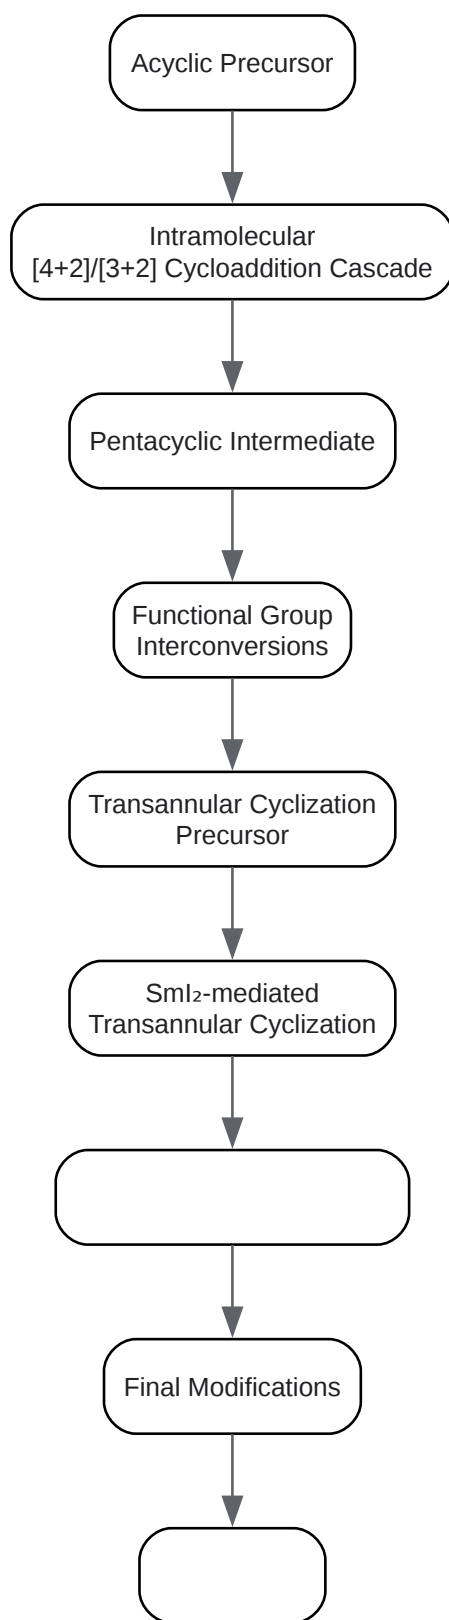 Acyclic Precursor
Intramolecular
[4+2]/[3+2] Cycloaddition Cascade
Pentacyclic Intermediate
Functional Group
Interconversions
Transannular Cyclization
Precursor
SmI₂-mediated
Transannular Cyclization
Final Modifications